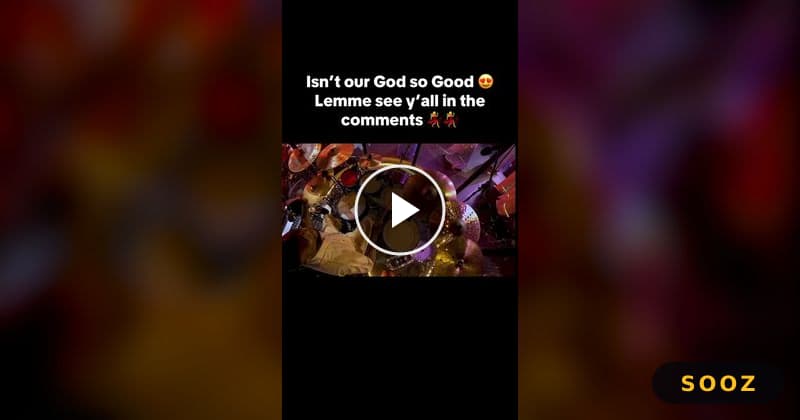 Isn’t our God so Good 😍
Lemme see y’all in the
comments 💃💃
SOOZ